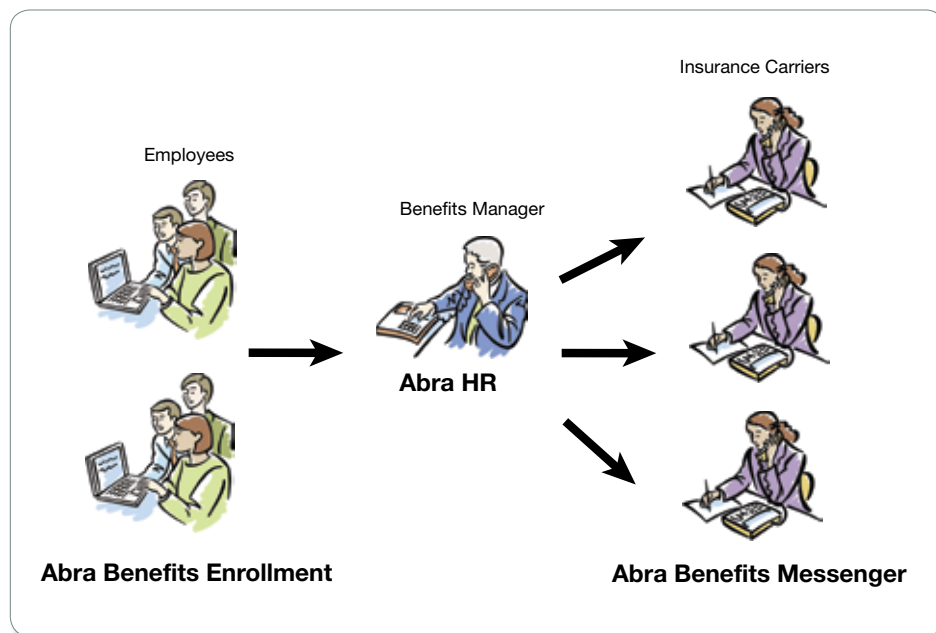 Insurance Carriers
Employees
Benefits Manager
Abra HR
Abra Benefits Enrollment
Abra Benefits Messenger